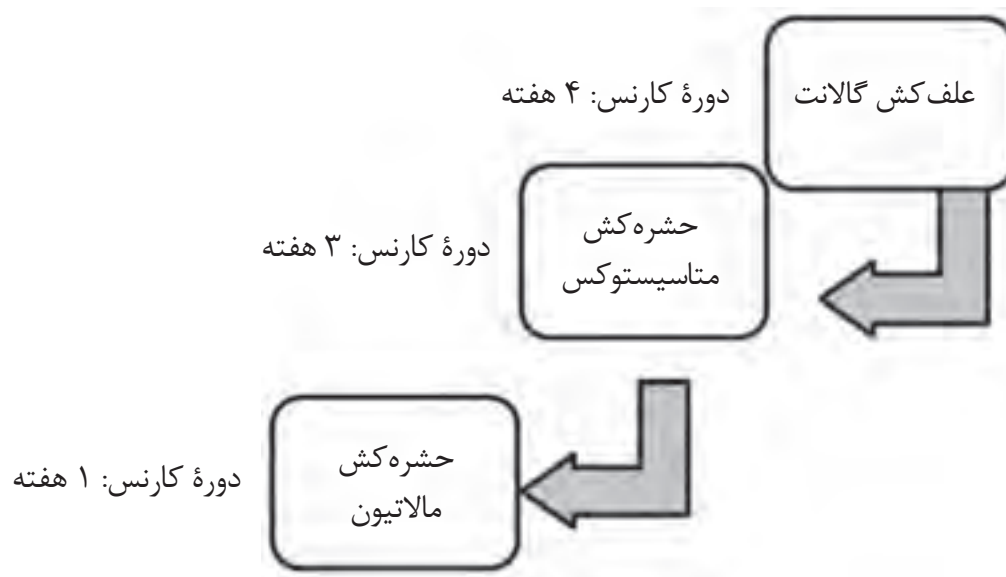 علف‌کش گالانت
دورهٔ کارنس: ۴ هفته
حشره‌کش
متاسیستوکس
دورهٔ کارنس: ۳ هفته
حشره‌کش
مالاتیون
دورهٔ کارنس: ۱ هفته